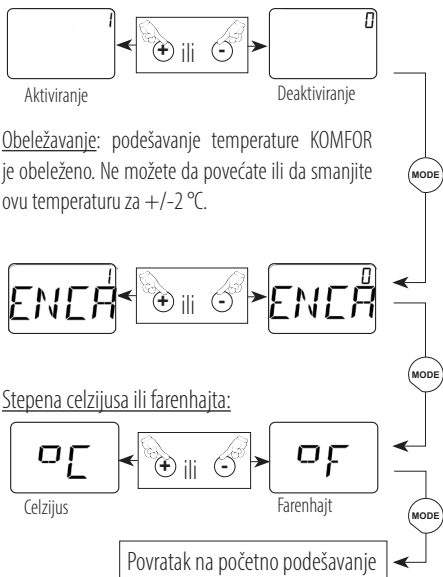 1
+ ili -
0
Aktiviranje
Deaktiviranje
Obeležavanje: podešavanje temperature KOMFOR
je obeleženo. Ne možete da povećate ili da smanjite
ovu temperaturu za +/-2 °C.
MODE
1
ENCA
+ ili -
0
ENCA
MODE
Stepena celzijusa ili farenhajta:
°C
+ ili -
°F
Celzijus
Farenhajt
MODE
Povratak na početno podešavanje